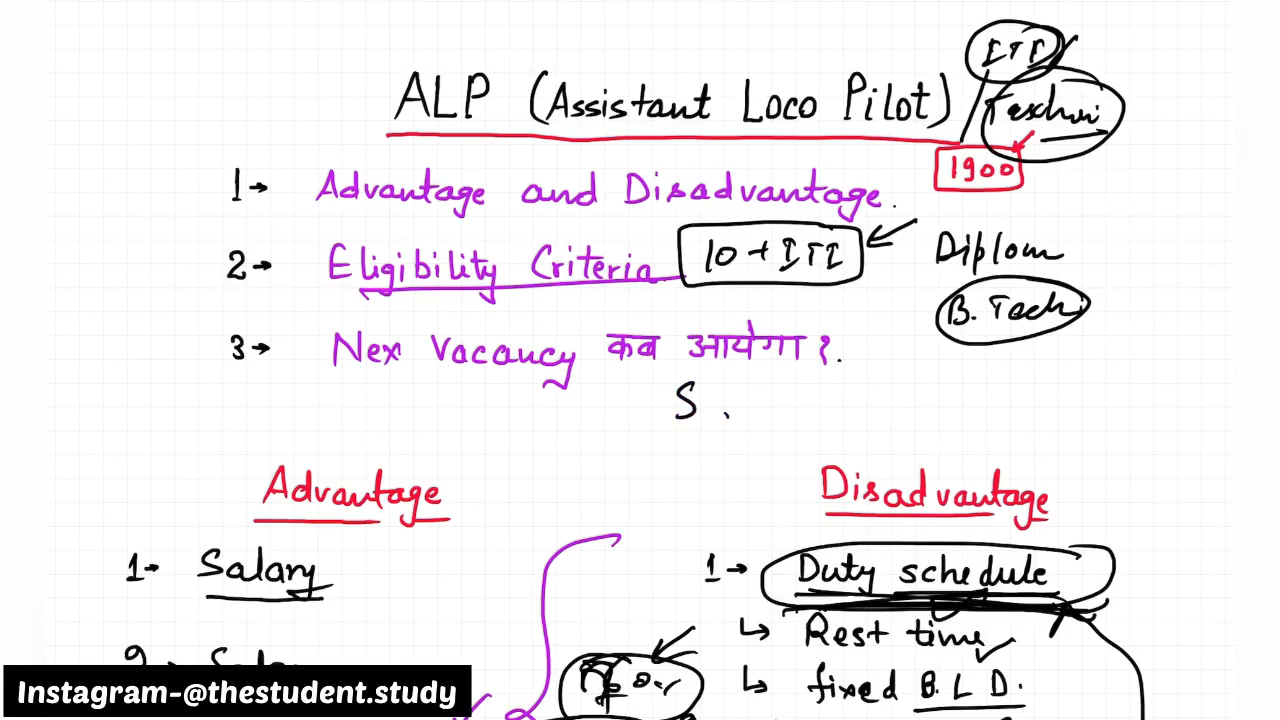 ITI
ALP (Assistant Loco Pilot)
1900
1→ Advantage and Disadvantage.
2→ Eligibility Criteria 10+ITI
Diplom
B. Tech
3→ Nex Vacancy कब आयेगा?.
S.
Advantage
Disadvantage
1- Salary
1→ Duty schedule
↳ Rest time
↳ fixed B. L D.
Instagram-@thestudent.study